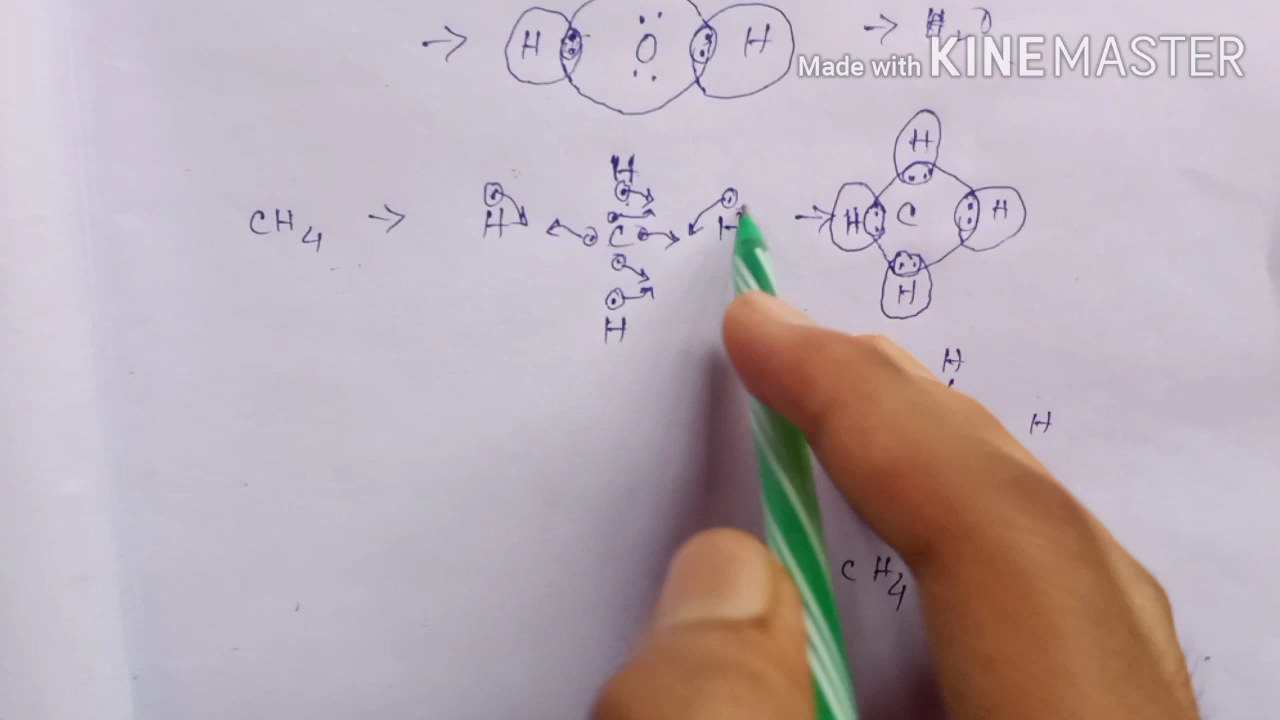 H O H → H2O
Made with KINEMASTER
H
CH4 → H C H → H C H
H
H
H
H
H
CH4